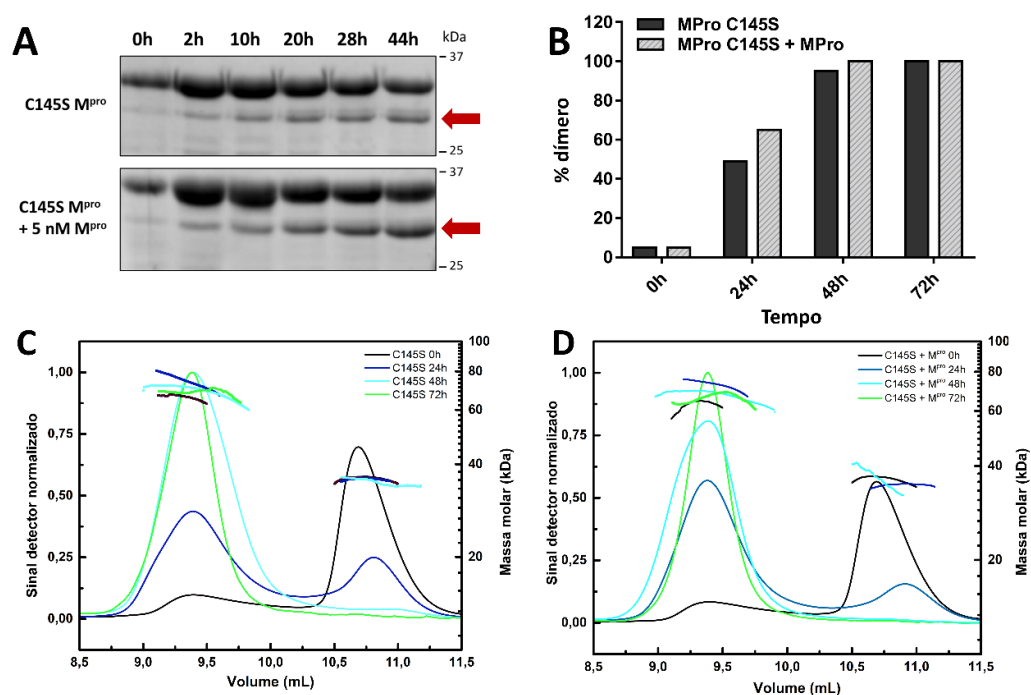 A
0h 2h 10h 20h 28h 44h kDa
37
C145S Mᵖʳᵒ
25
37
C145S Mᵖʳᵒ
+ 5 nM Mᵖʳᵒ
25
B
MPro C145S
MPro C145S + MPro
120
100
80
60
40
20
0
% dímero
0h 24h 48h 72h
Tempo
C
C145S 0h
C145S 24h
C145S 48h
C145S 72h
1,00
0,75
0,50
0,25
0,00
Sinal detector normalizado
100
80
60
40
20
Massa molar (kDa)
8,5 9,0 9,5 10,0 10,5 11,0 11,5
Volume (mL)
D
C145S + Mᵖʳᵒ 0h
C145S + Mᵖʳᵒ 24h
C145S + Mᵖʳᵒ 48h
C145S + Mᵖʳᵒ 72h
1,00
0,75
0,50
0,25
0,00
Sinal detector normalizado
100
80
60
40
20
Massa molar (kDa)
8,5 9,0 9,5 10,0 10,5 11,0 11,5
Volume (mL)